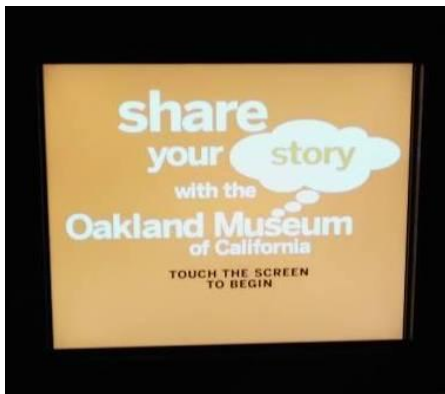 share
your story
with the
Oakland Museum
of California
TOUCH THE SCREEN
TO BEGIN